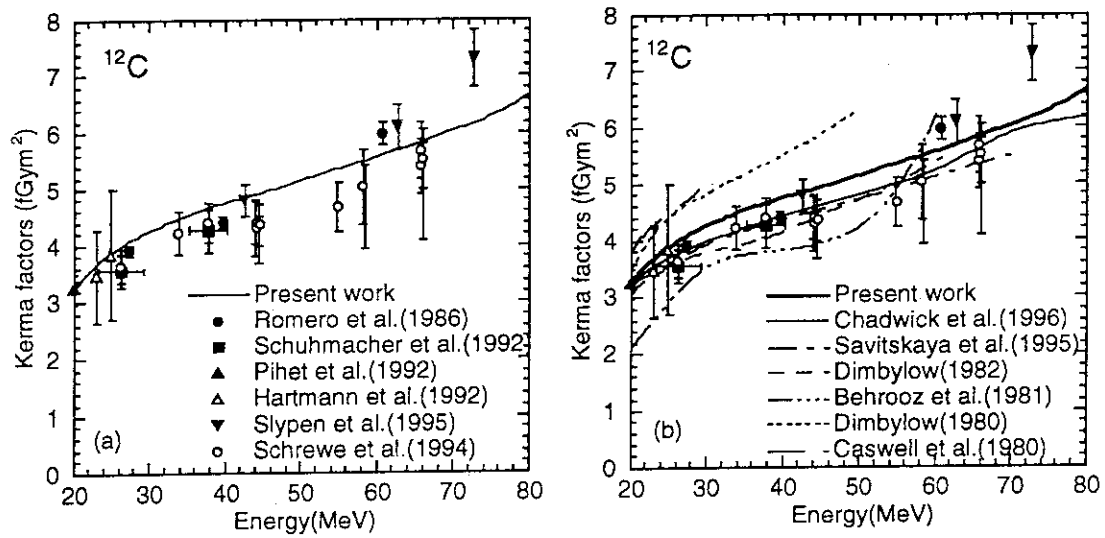 8
7
6
5
4
3
2
1
0
Kerma factors (fGym²)
¹²C
Present work
Romero et al.(1986)
Schuhmacher et al.(1992
Pihet et al.(1992)
Hartmann et al.(1992)
Slypen et al.(1995)
Schrewe et al.(1994)
(a)
20 30 40 50 60 70 80
Energy(MeV)
8
7
6
5
4
3
2
1
0
Kerma factors (fGym²)
¹²C
Present work
Chadwick et al.(1996)
Savitskaya et al.(1995)
Dimbylow(1982)
Behrooz et al.(1981)
Dimbylow(1980)
Caswell et al.(1980)
(b)
20 30 40 50 60 70 80
Energy(MeV)